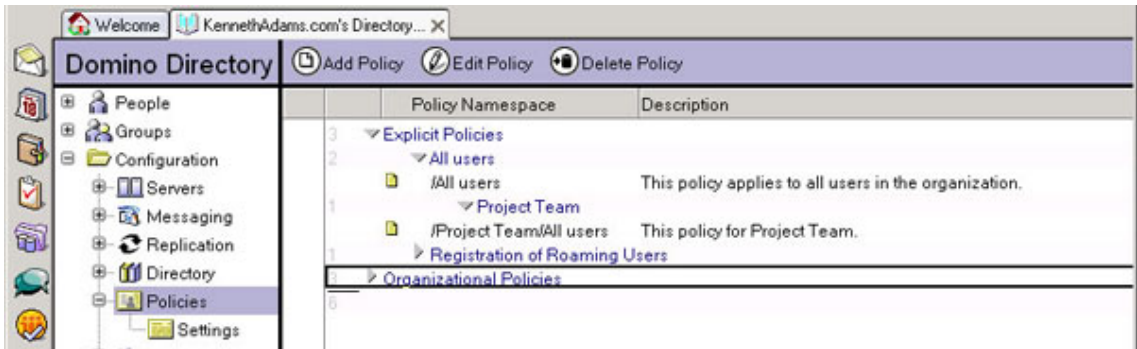 Welcome KennethAdams.com's Directory...
Domino Directory Add Policy Edit Policy Delete Policy
People Policy Namespace Description
Groups 3 Explicit Policies
Configuration 2 All users
Servers /All users This policy applies to all users in the organization.
Messaging 1 Project Team
Replication /Project Team/All users This policy for Project Team.
1 Registration of Roaming Users
Directory 3 Organizational Policies
Policies 6
Settings